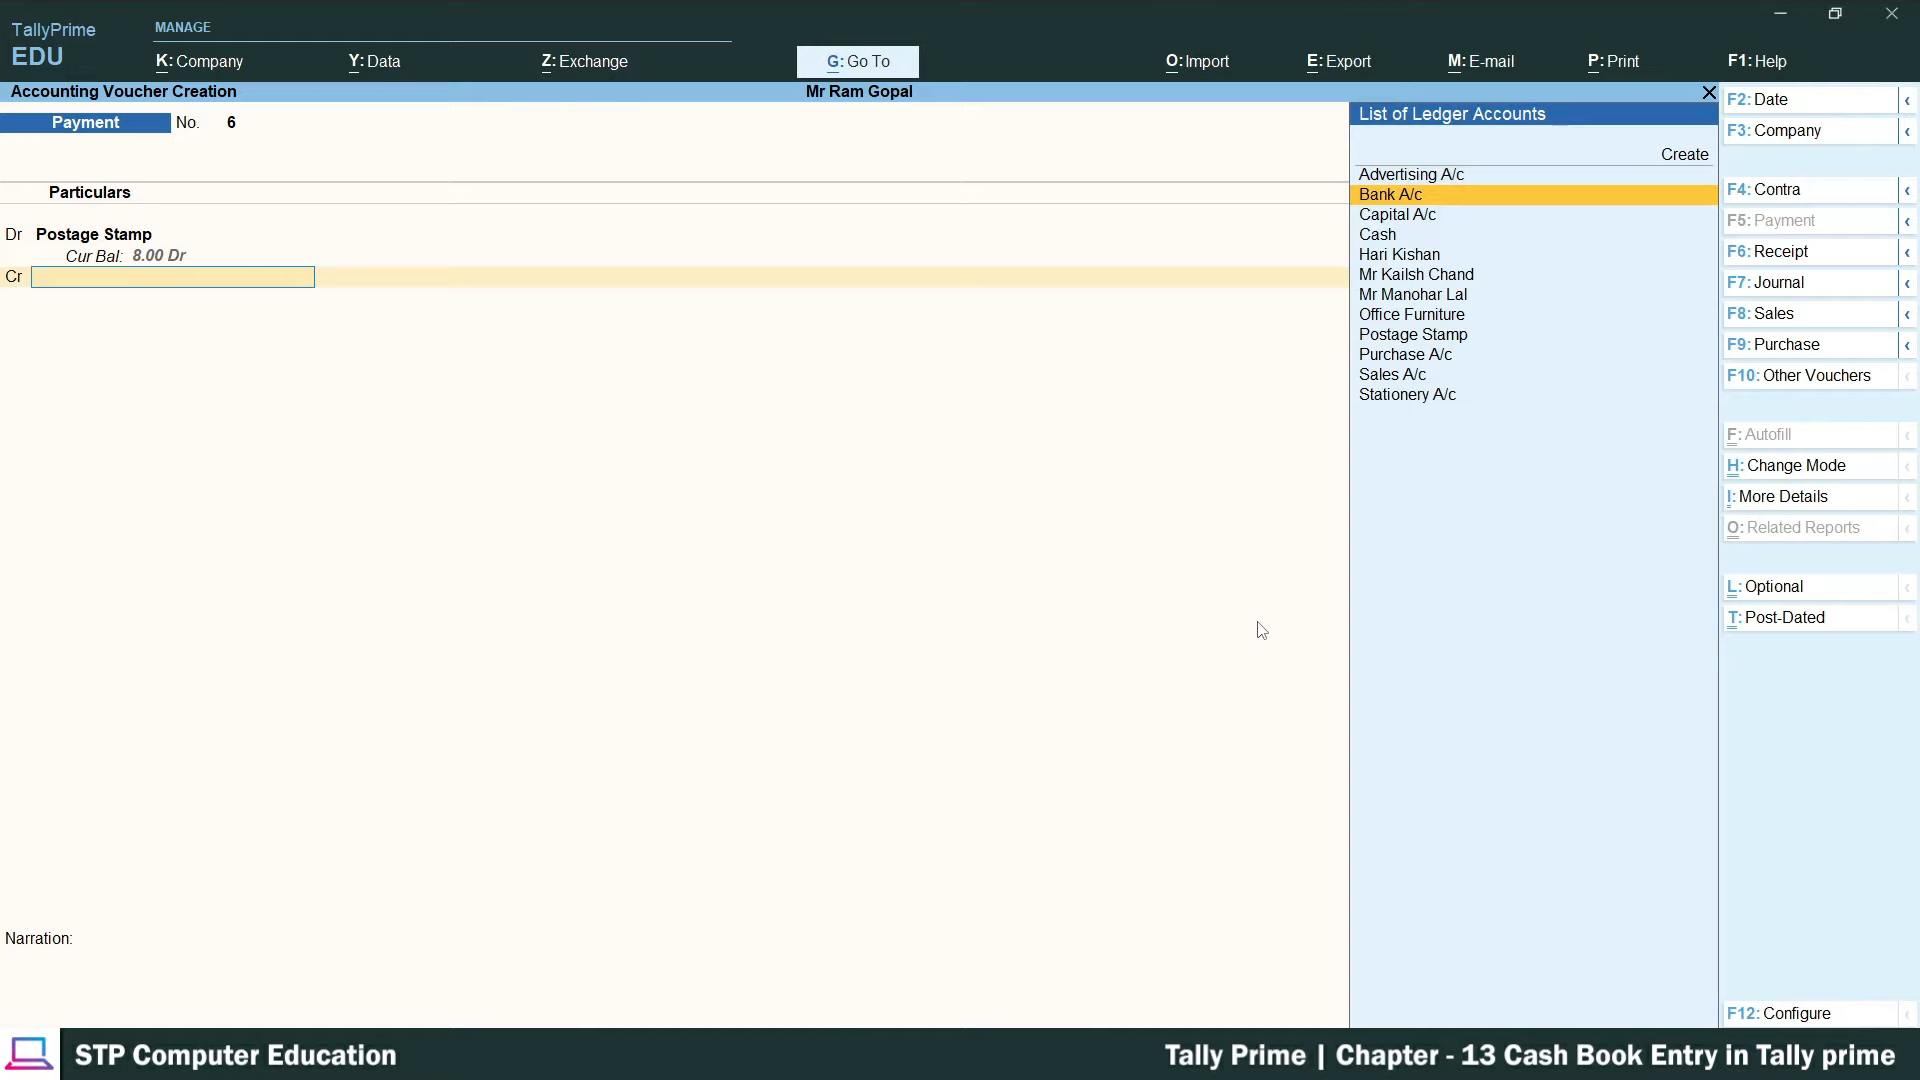 TallyPrime
EDU
MANAGE
K: Company
Y: Data
Z: Exchange
G: Go To
O: Import
E: Export
M: E-mail
P: Print
F1: Help
Accounting Voucher Creation
Mr Ram Gopal
Payment No. 6
Particulars
Dr Postage Stamp
Cur Bal: 8.00 Dr
Cr
Narration:
List of Ledger Accounts
Create
Advertising A/c
Bank A/c
Capital A/c
Cash
Hari Kishan
Mr Kailsh Chand
Mr Manohar Lal
Office Furniture
Postage Stamp
Purchase A/c
Sales A/c
Stationery A/c
F2: Date
F3: Company
F4: Contra
F5: Payment
F6: Receipt
F7: Journal
F8: Sales
F9: Purchase
F10: Other Vouchers
F: Autofill
H: Change Mode
I: More Details
O: Related Reports
L: Optional
T: Post-Dated
F12: Configure
STP Computer Education
Tally Prime | Chapter - 13 Cash Book Entry in Tally prime